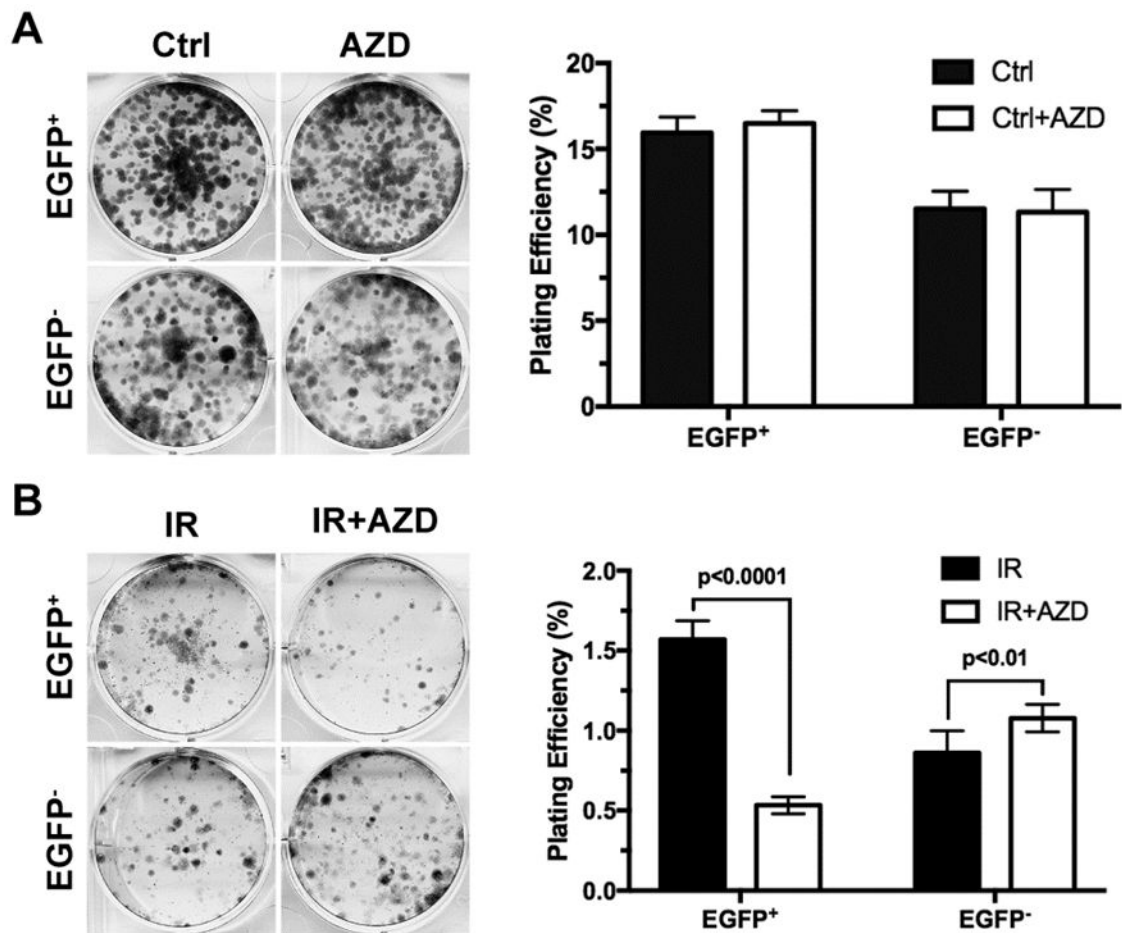 A
Ctrl AZD
EGFP⁺
EGFP⁻
Plating Efficiency (%)
20
15
10
5
0
Ctrl
Ctrl+AZD
EGFP⁺ EGFP⁻
B
IR IR+AZD
EGFP⁺
EGFP⁻
Plating Efficiency (%)
2.0
1.5
1.0
0.5
0.0
p<0.0001
IR
IR+AZD
p<0.01
EGFP⁺ EGFP⁻